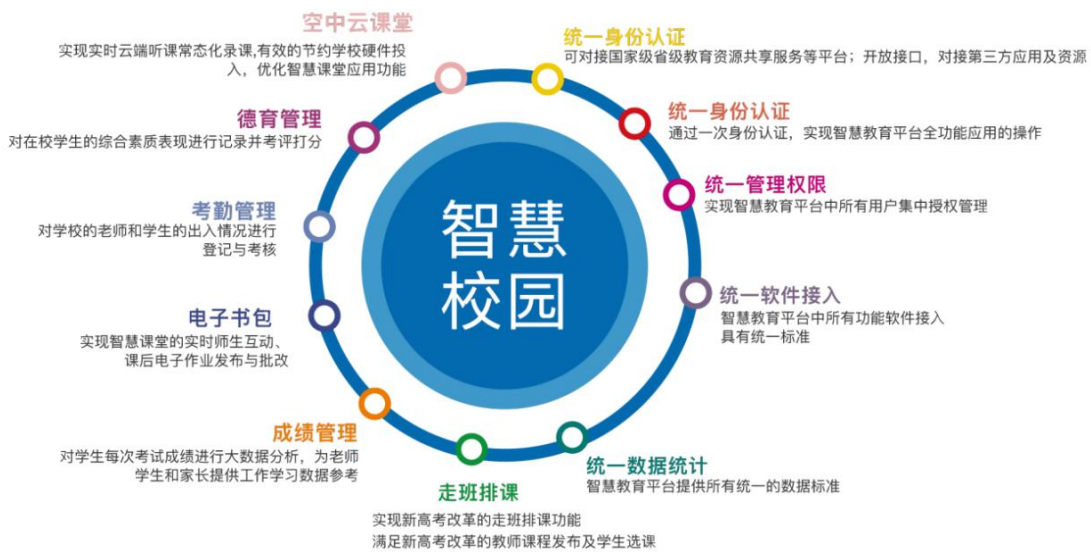 空中云课堂
实现实时云端听课常态化录课,有效的节约学校硬件投
入，优化智慧课堂应用功能
统一身份认证
可对接国家级省级教育资源共享服务等平台；开放接口，对接第三方应用及资源
德育管理
对在校学生的综合素质表现进行记录并考评打分
统一身份认证
通过一次身份认证，实现智慧教育平台全功能应用的操作
考勤管理
对学校的老师和学生的出入情况进行
登记与考核
统一管理权限
实现智慧教育平台中所有用户集中授权管理
智慧
校园
电子书包
实现智慧课堂的实时师生互动、
课后电子作业发布与批改
统一软件接入
智慧教育平台中所有功能软件接入
具有统一标准
成绩管理
对学生每次考试成绩进行大数据分析，为老师
学生和家长提供工作学习数据参考
统一数据统计
智慧教育平台提供所有统一的数据标准
走班排课
实现新高考改革的走班排课功能
满足新高考改革的教师课程发布及学生选课